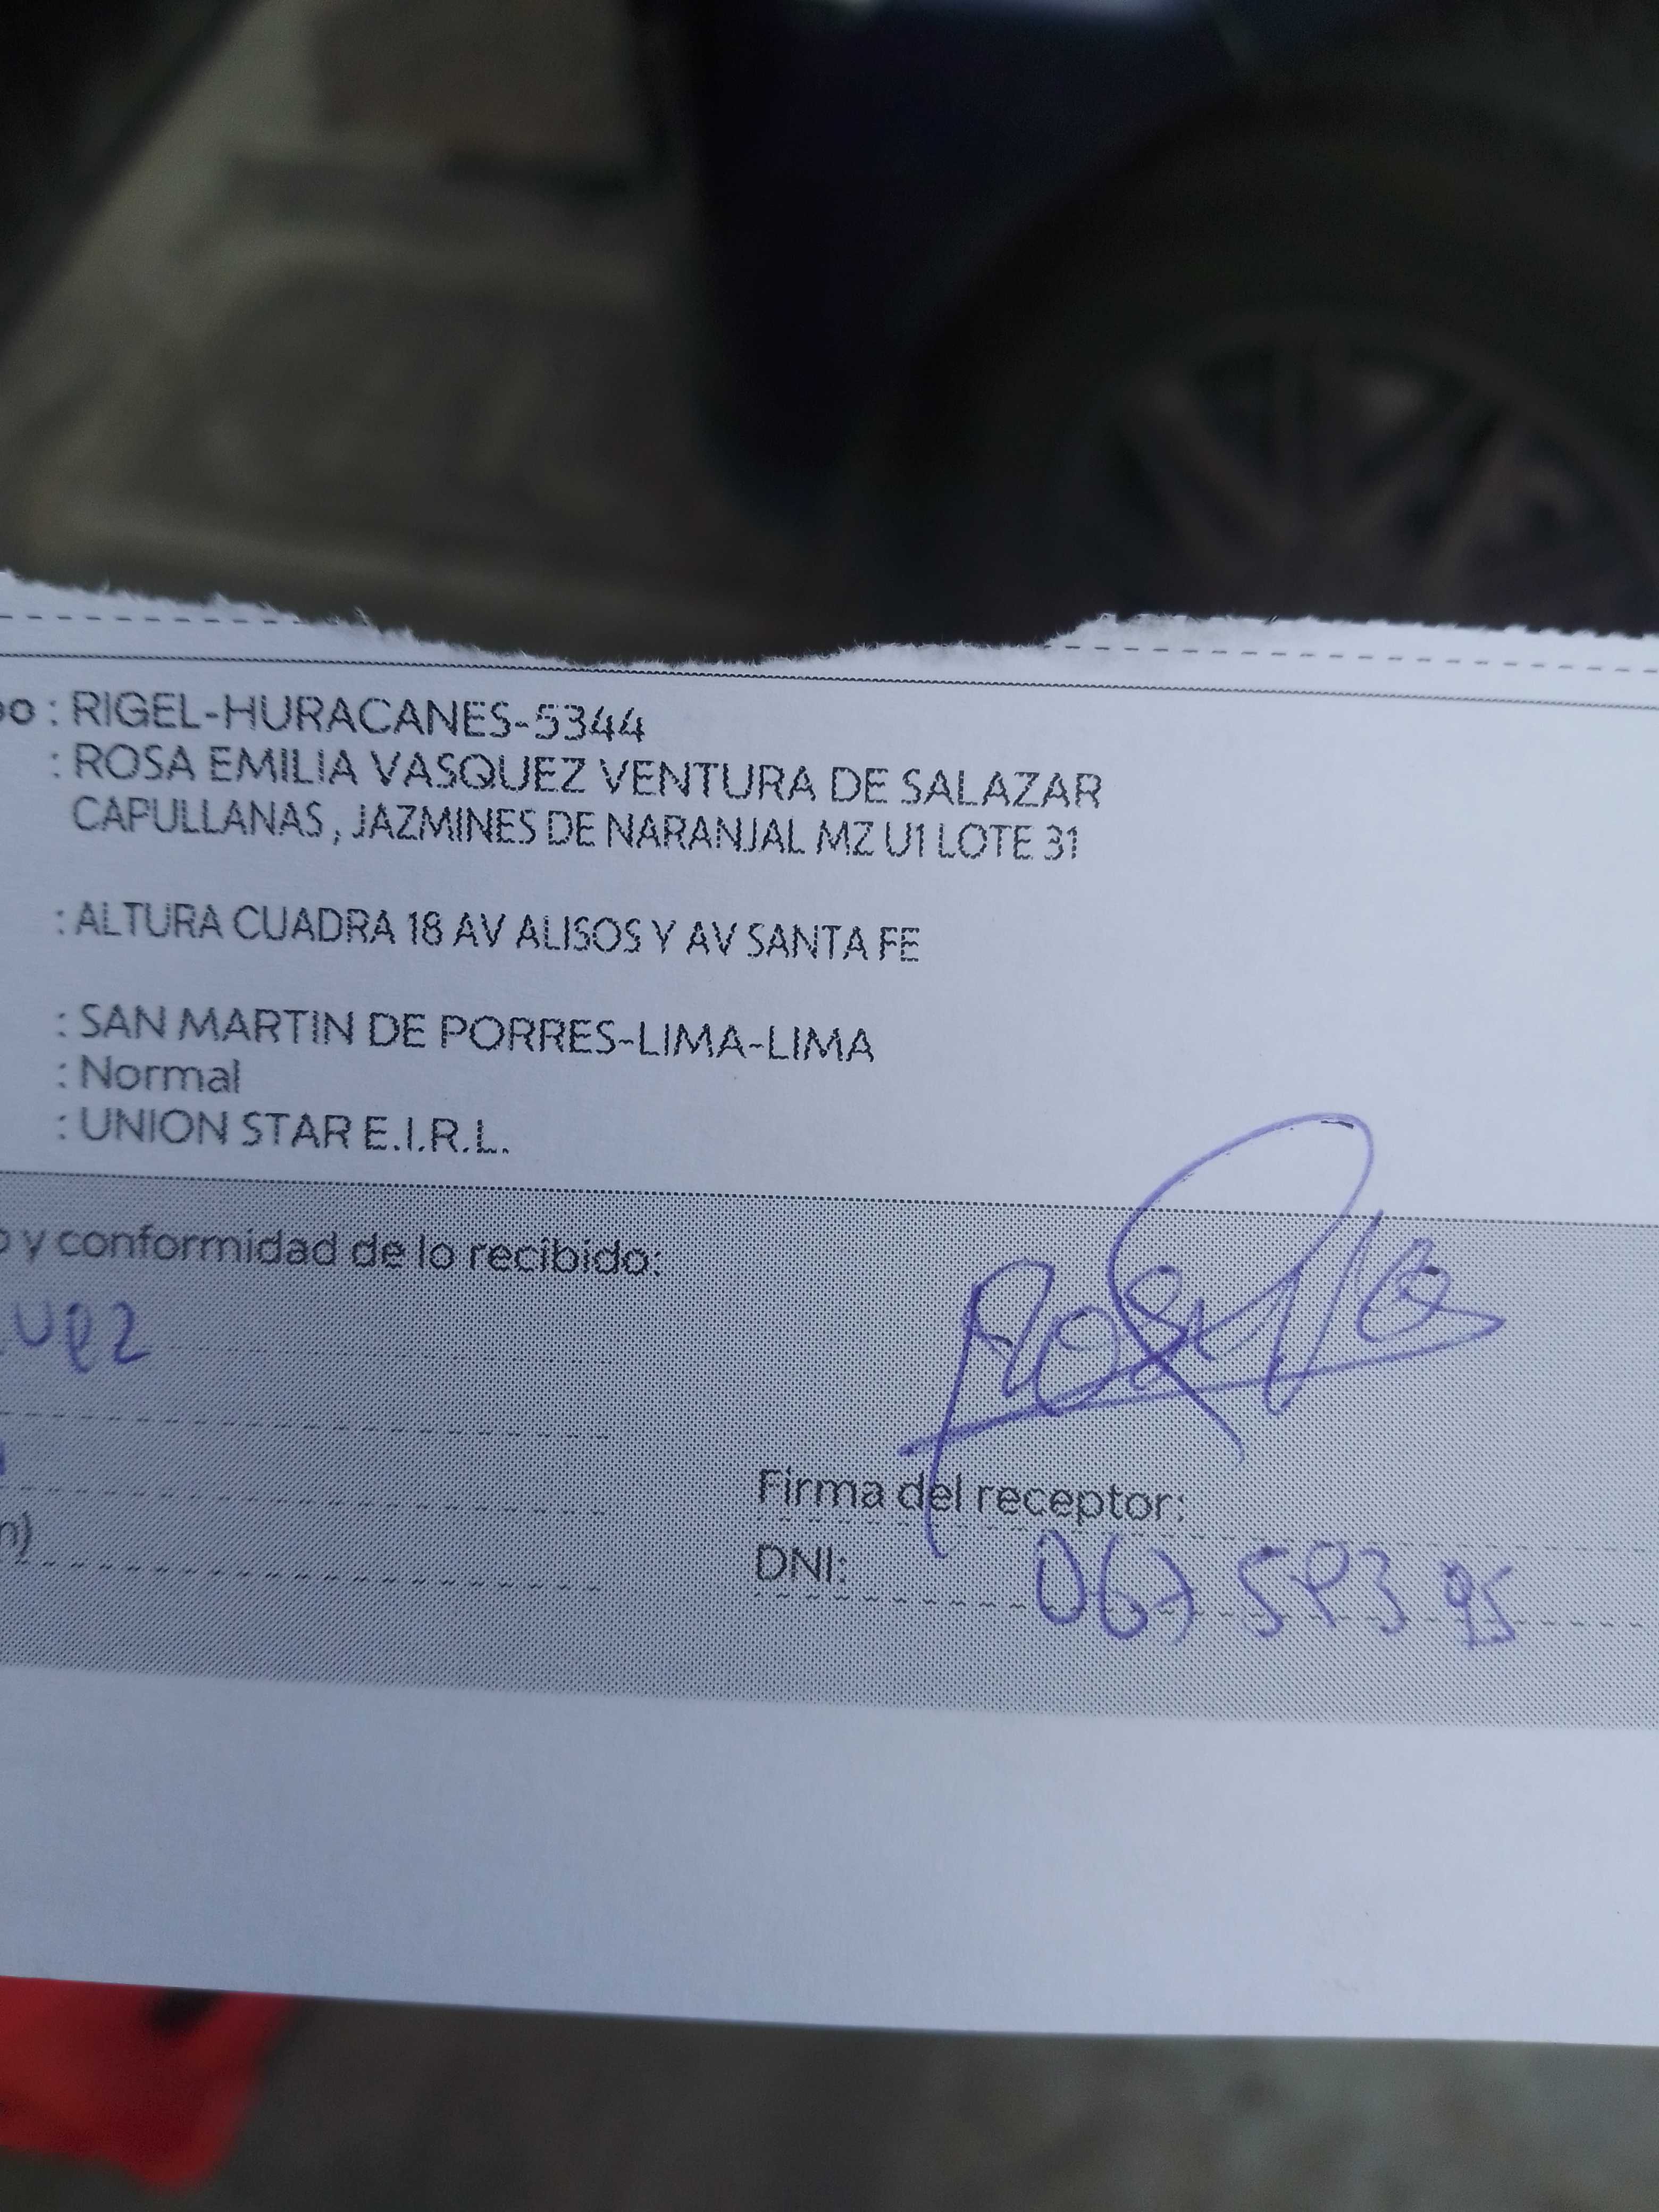 po : RIGEL-HURACANES-5344
: ROSA EMILIA VASQUEZ VENTURA DE SALAZAR
CAPULLANAS , JAZMINES DE NARANJAL MZ U1 LOTE 31
: ALTURA CUADRA 18 AV ALISOS Y AV SANTA FE
: SAN MARTIN DE PORRES-LIMA-LIMA
: Normal
: UNION STAR E.I.R.L.
o y conformidad de lo recibido:
uez
Firma del receptor:
n)
DNI: